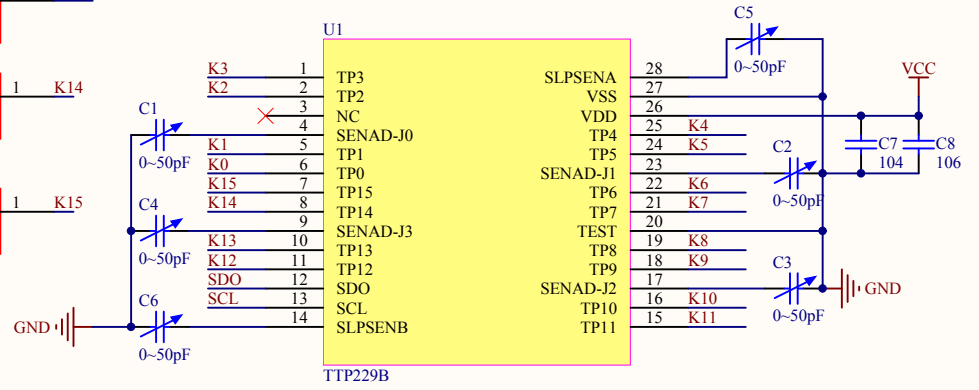 C5
U1
0~50pF
K3 1 TP3 SLPSENA 28
VCC
1 K14
K2 2 TP2 VSS 27
C1
3 NC VDD 26
4 SENAD-J0 TP4 25 K4
0~50pF
K1 5 TP1 TP5 24 K5
C2
C7
C8
104
106
K0 6 TP0 SENAD-J1 23
K15 7 TP15 TP6 22 K6
0~50pF
1 K15
C4
K14 8 TP14 TP7 21 K7
9 SENAD-J3 TEST 20
K13 10 TP13 TP8 19 K8
0~50pF
K12 11 TP12 TP9 18 K9
C3
SDO 12 SDO SENAD-J2 17
GND
C6
SCL 13 SCL TP10 16 K10
0~50pF
GND
14 SLPSENB TP11 15 K11
0~50pF
TTP229B